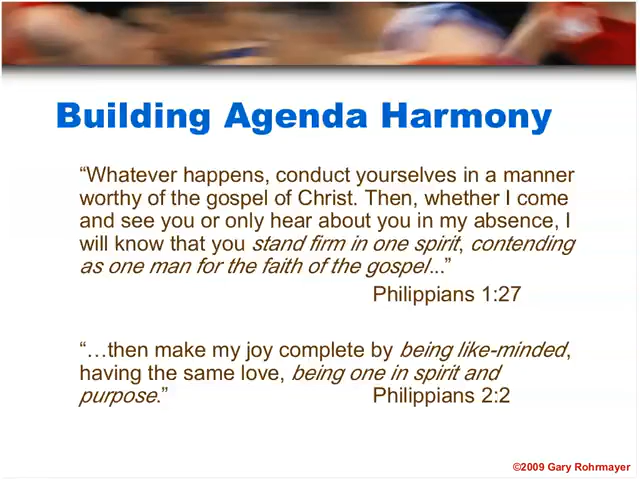 Building Agenda Harmony
“Whatever happens, conduct yourselves in a manner
worthy of the gospel of Christ. Then, whether I come
and see you or only hear about you in my absence, I
will know that you stand firm in one spirit, contending
as one man for the faith of the gospel...”
Philippians 1:27
“…then make my joy complete by being like-minded,
having the same love, being one in spirit and
purpose.” Philippians 2:2
©2009 Gary Rohrmayer